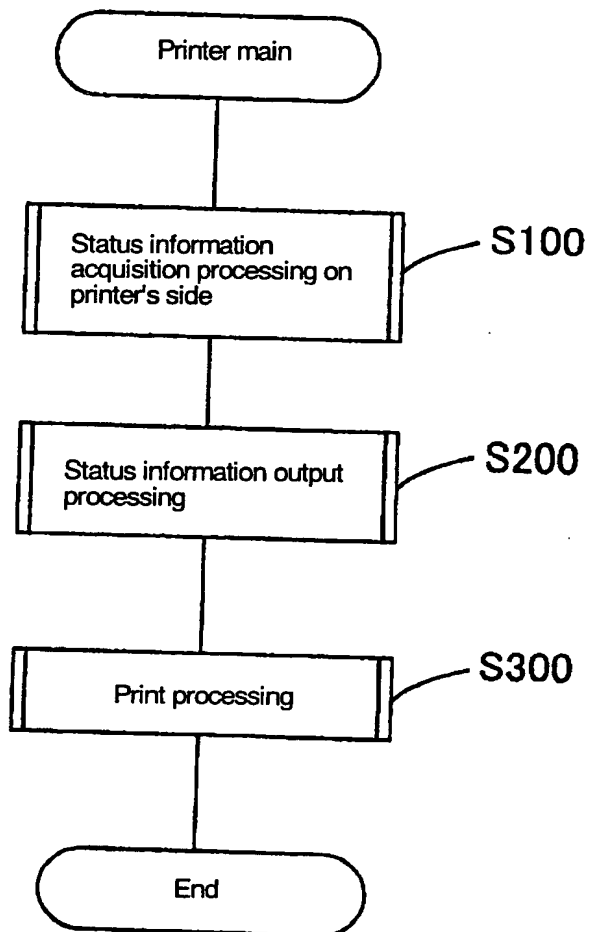 Printer main
Status information
acquisition processing on
printer's side
S100
Status information output
processing
S200
Print processing
S300
End